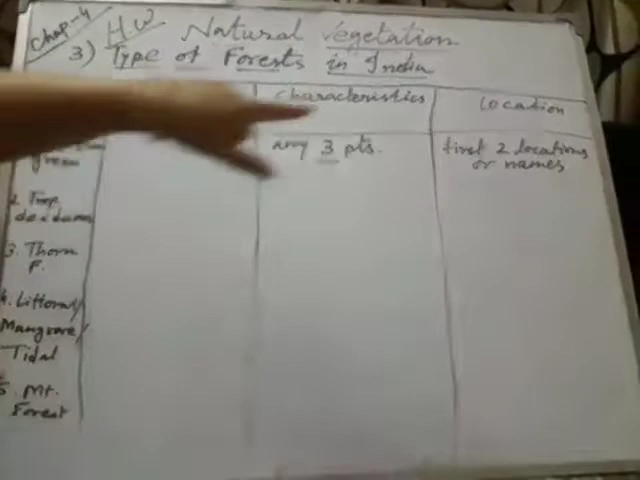 Chap-4
H.W
Natural vegetation
3) Type of Forests in India
Characteristics
Location
any 3 pts.
first 2 locations
or names
2. Trop
deciduous
3. Thorn
F.
4. Littoral/
Mangrove/
Tidal
5. Mt.
Forest